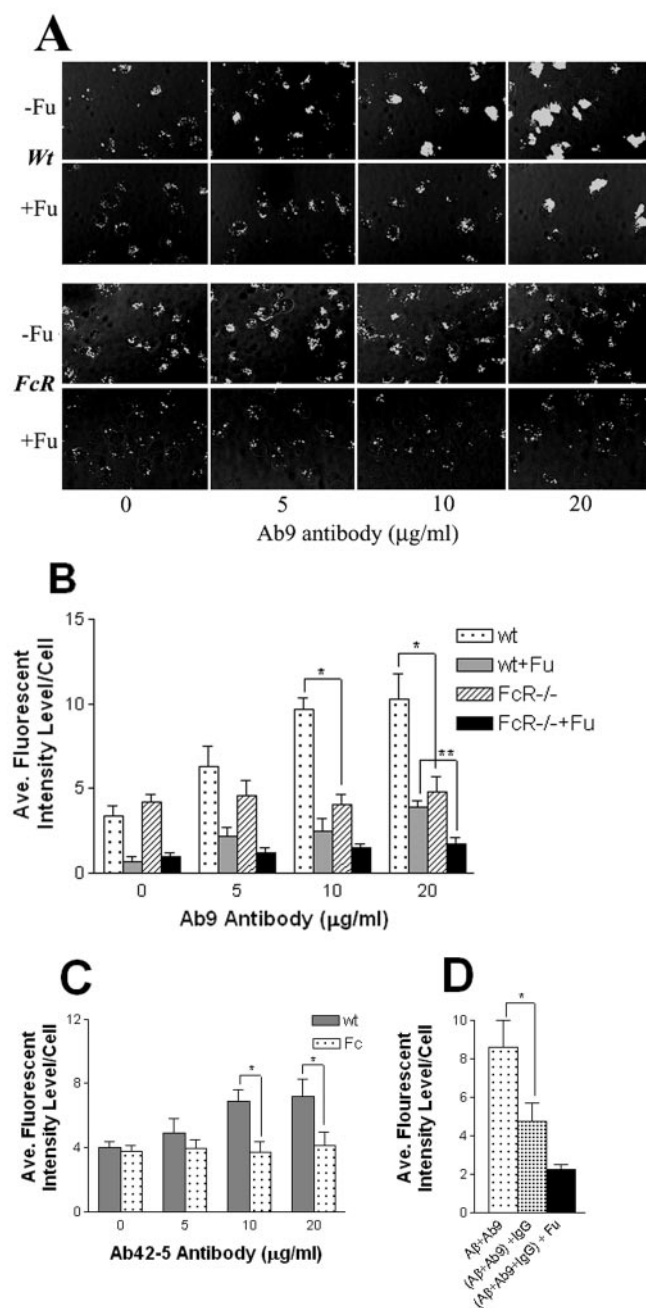 A
-Fu
Wt
+Fu
-Fu
FcR
+Fu
0 5 10 20
Ab9 antibody (μg/ml)
B
Ave. Fluorescent
Intensity Level/Cell
15
10
5
0
* * **
wt
wt+Fu
FcR-/-
FcR-/-+Fu
0 5 10 20
Ab9 Antibody (μg/ml)
C
Ave. Fluorescent
Intensity Level/Cell
12
8
4
0
* *
wt
Fc
0 5 10 20
Ab42-5 Antibody (μg/ml)
D
Ave. Flourescent
Intensity Level/Cell
10
8
6
4
2
0
*
Aβ+Ab9
(Aβ+Ab9) +IgG
(Aβ+Ab9+IgG) + Fu